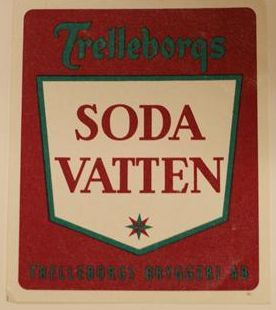 Trelleborgs
SODA
VATTEN
TRELLEBORGS BRYGGERI AB